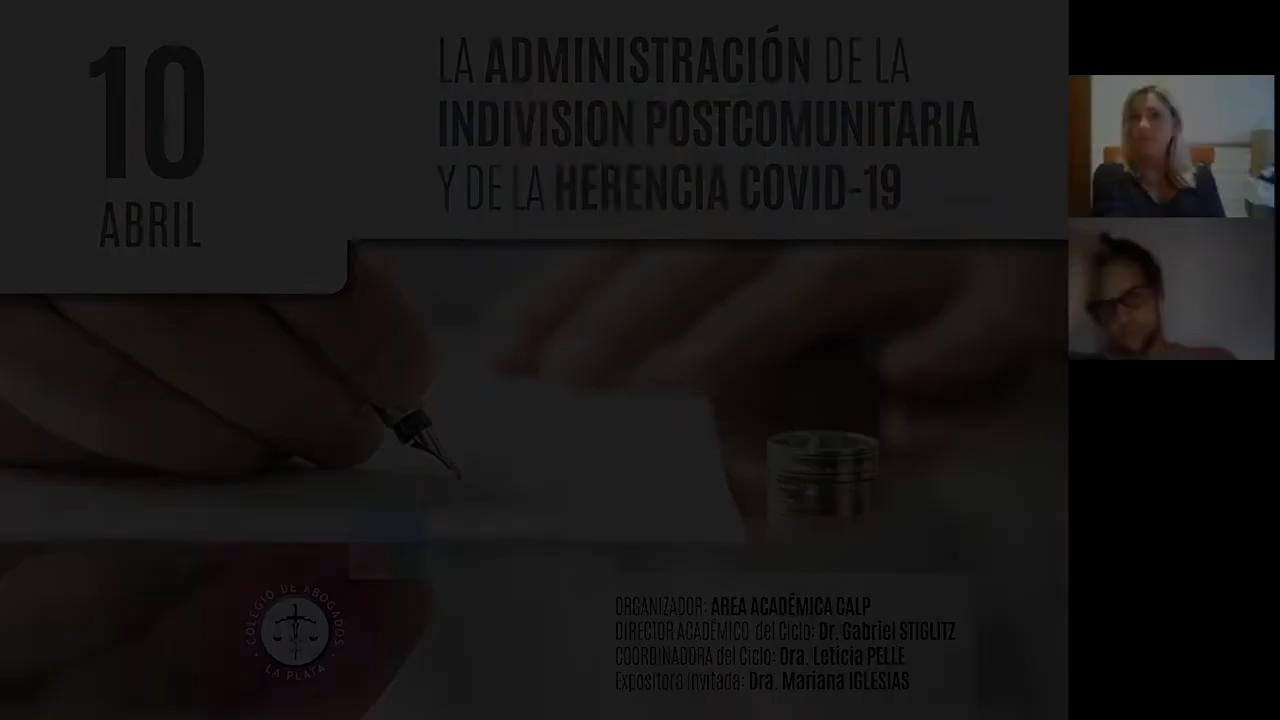 10
ABRIL
LA ADMINISTRACIÓN DE LA
INDIVISION POSTCOMUNITARIA
Y DE LA HERENCIA COVID-19
COLEGIO DE ABOGADOS
LA PLATA
ORGANIZADOR: AREA ACADÉMICA CALP
DIRECTOR ACADÉMICO del Ciclo: Dr. Gabriel STIGLITZ
COORDINADORA del Ciclo: Dra. Leticia PELLE
Expositora Invitada: Dra. Mariana IGLESIAS